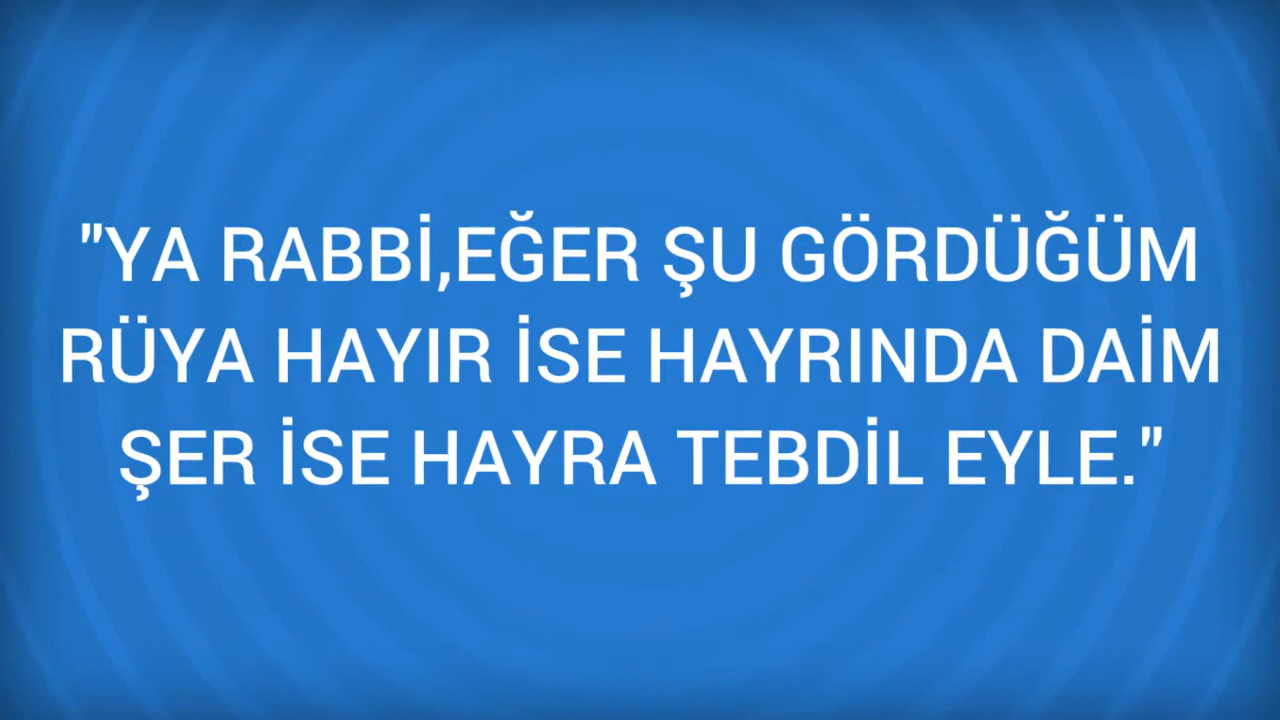 "YA RABBİ,EĞER ŞU GÖRDÜĞÜM
RÜYA HAYIR İSE HAYRINDA DAİM
ŞER İSE HAYRA TEBDİL EYLE."